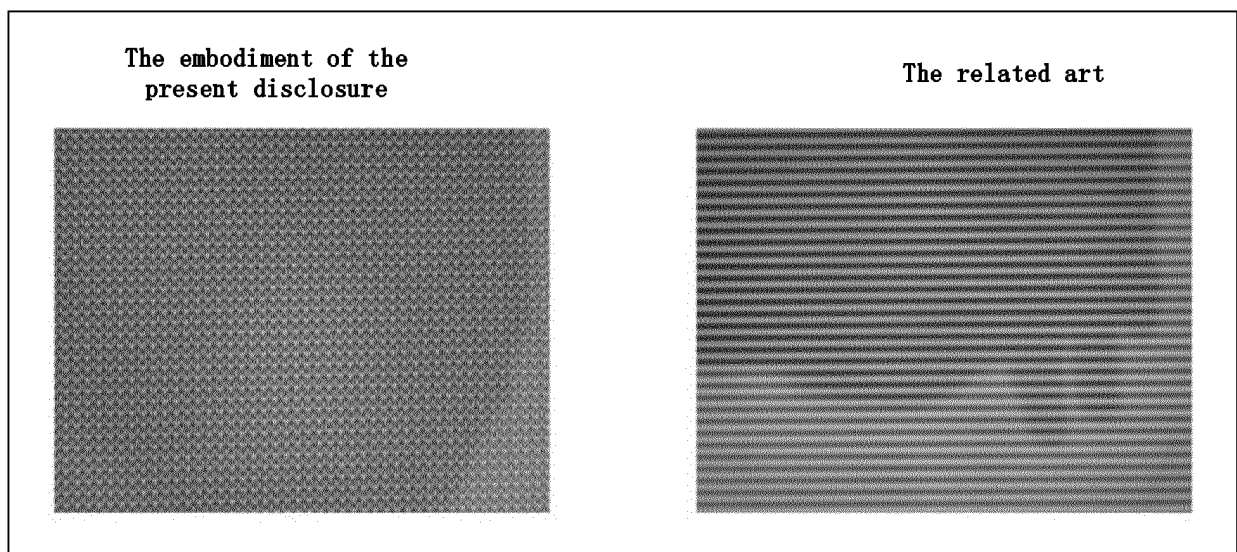 The embodiment of the
present disclosure
The related art